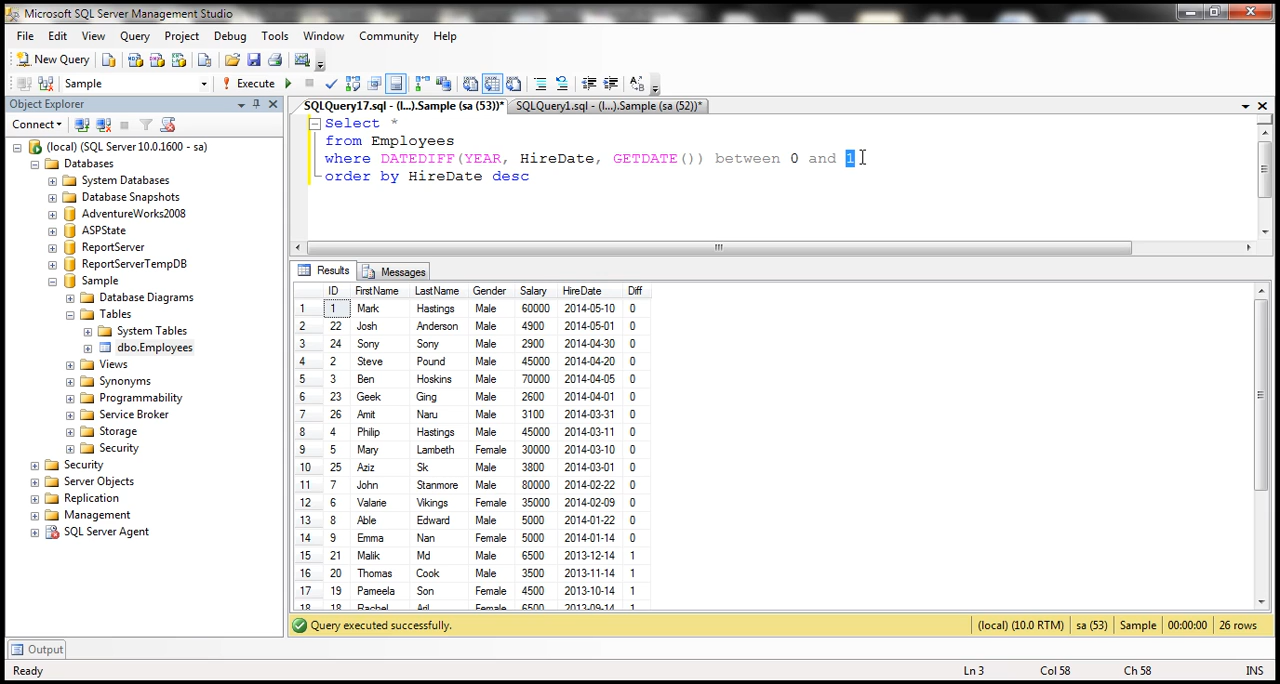 Microsoft SQL Server Management Studio
File Edit View Query Project Debug Tools Window Community Help
New Query
Sample Execute
Object Explorer
SQLQuery17.sql - (l...).Sample (sa (53))* SQLQuery1.sql - (l...).Sample (sa (52))*
Connect
(local) (SQL Server 10.0.1600 - sa)
Databases
System Databases
Database Snapshots
AdventureWorks2008
ASPState
ReportServer
ReportServerTempDB
Sample
Database Diagrams
Tables
System Tables
dbo.Employees
Views
Synonyms
Programmability
Service Broker
Storage
Security
Security
Server Objects
Replication
Management
SQL Server Agent
Select *
from Employees
where DATEDIFF(YEAR, HireDate, GETDATE()) between 0 and 1
order by HireDate desc
Results Messages
ID FirstName LastName Gender Salary HireDate Diff
1 1 Mark Hastings Male 60000 2014-05-10 0
2 22 Josh Anderson Male 4900 2014-05-01 0
3 24 Sony Sony Male 2900 2014-04-30 0
4 2 Steve Pound Male 45000 2014-04-20 0
5 3 Ben Hoskins Male 70000 2014-04-05 0
6 23 Geek Ging Male 2600 2014-04-01 0
7 26 Amit Naru Male 3100 2014-03-31 0
8 4 Philip Hastings Male 45000 2014-03-11 0
9 5 Mary Lambeth Female 30000 2014-03-10 0
10 25 Aziz Sk Male 3800 2014-03-01 0
11 7 John Stanmore Male 80000 2014-02-22 0
12 6 Valarie Vikings Female 35000 2014-02-09 0
13 8 Able Edward Male 5000 2014-01-22 0
14 9 Emma Nan Female 5000 2014-01-14 0
15 21 Malik Md Male 6500 2013-12-14 1
16 20 Thomas Cook Male 3500 2013-11-14 1
17 19 Pameela Son Female 4500 2013-10-14 1
18 18 Rachel Aril Female 6500 2013-09-14 1
Query executed successfully. (local) (10.0 RTM) sa (53) Sample 00:00:00 26 rows
Output
Ready Ln 3 Col 58 Ch 58 INS